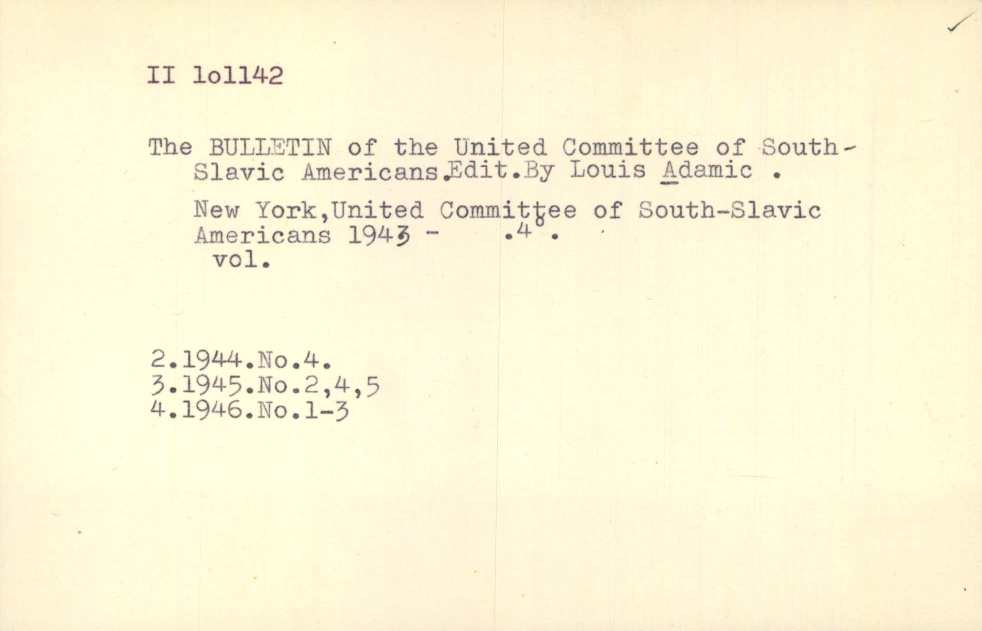 II lol142
The BULLETIN of the United Committee of South-
Slavic Americans.Edit.By Louis Adamic .
New York,United Committee of South-Slavic
Americans 1943 - .4° .
vol.
2.1944.No.4.
3.1945.No.2,4,5
4.1946.No.1-3